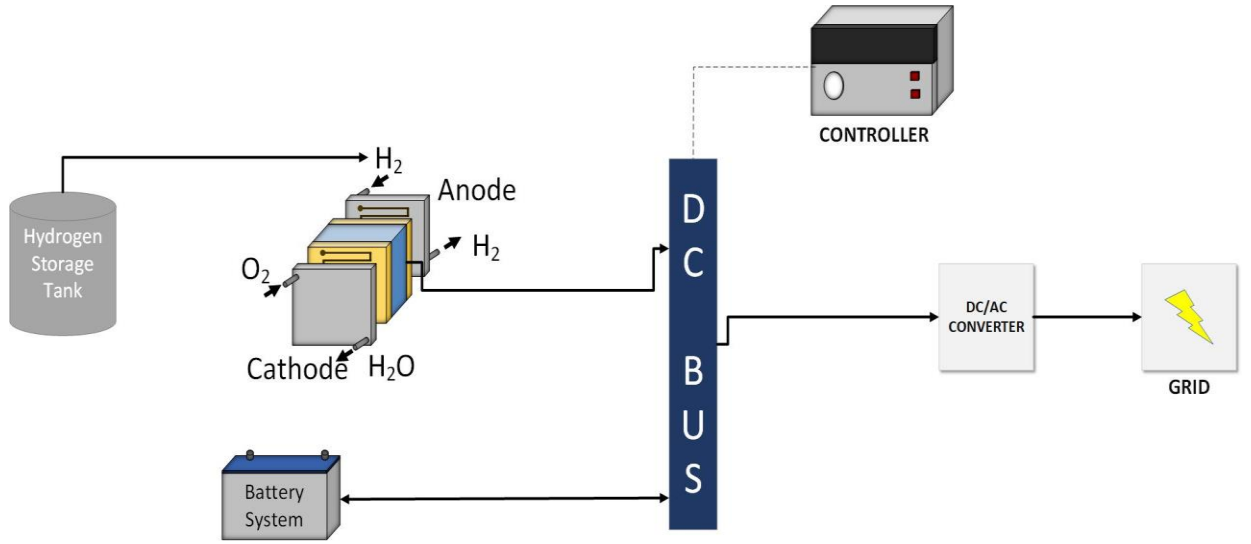 CONTROLLER
H₂
Anode
Hydrogen
Storage
Tank
H₂
O₂
Cathode
H₂O
D
C
B
U
S
DC/AC
CONVERTER
GRID
Battery
System